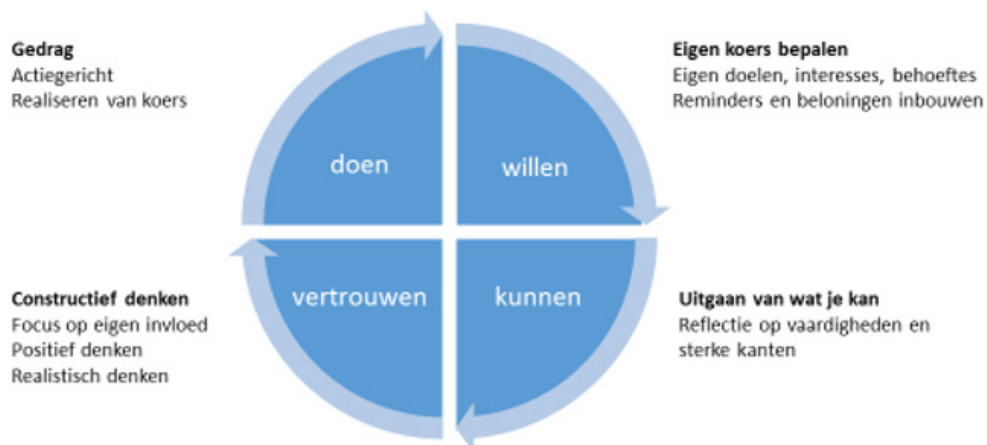 Gedrag
Actiegericht
Realiseren van koers
Eigen koers bepalen
Eigen doelen, interesses, behoeftes
Reminders en beloningen inbouwen
doen
willen
vertrouwen
kunnen
Constructief denken
Focus op eigen invloed
Positief denken
Realistisch denken
Uitgaan van wat je kan
Reflectie op vaardigheden en
sterke kanten